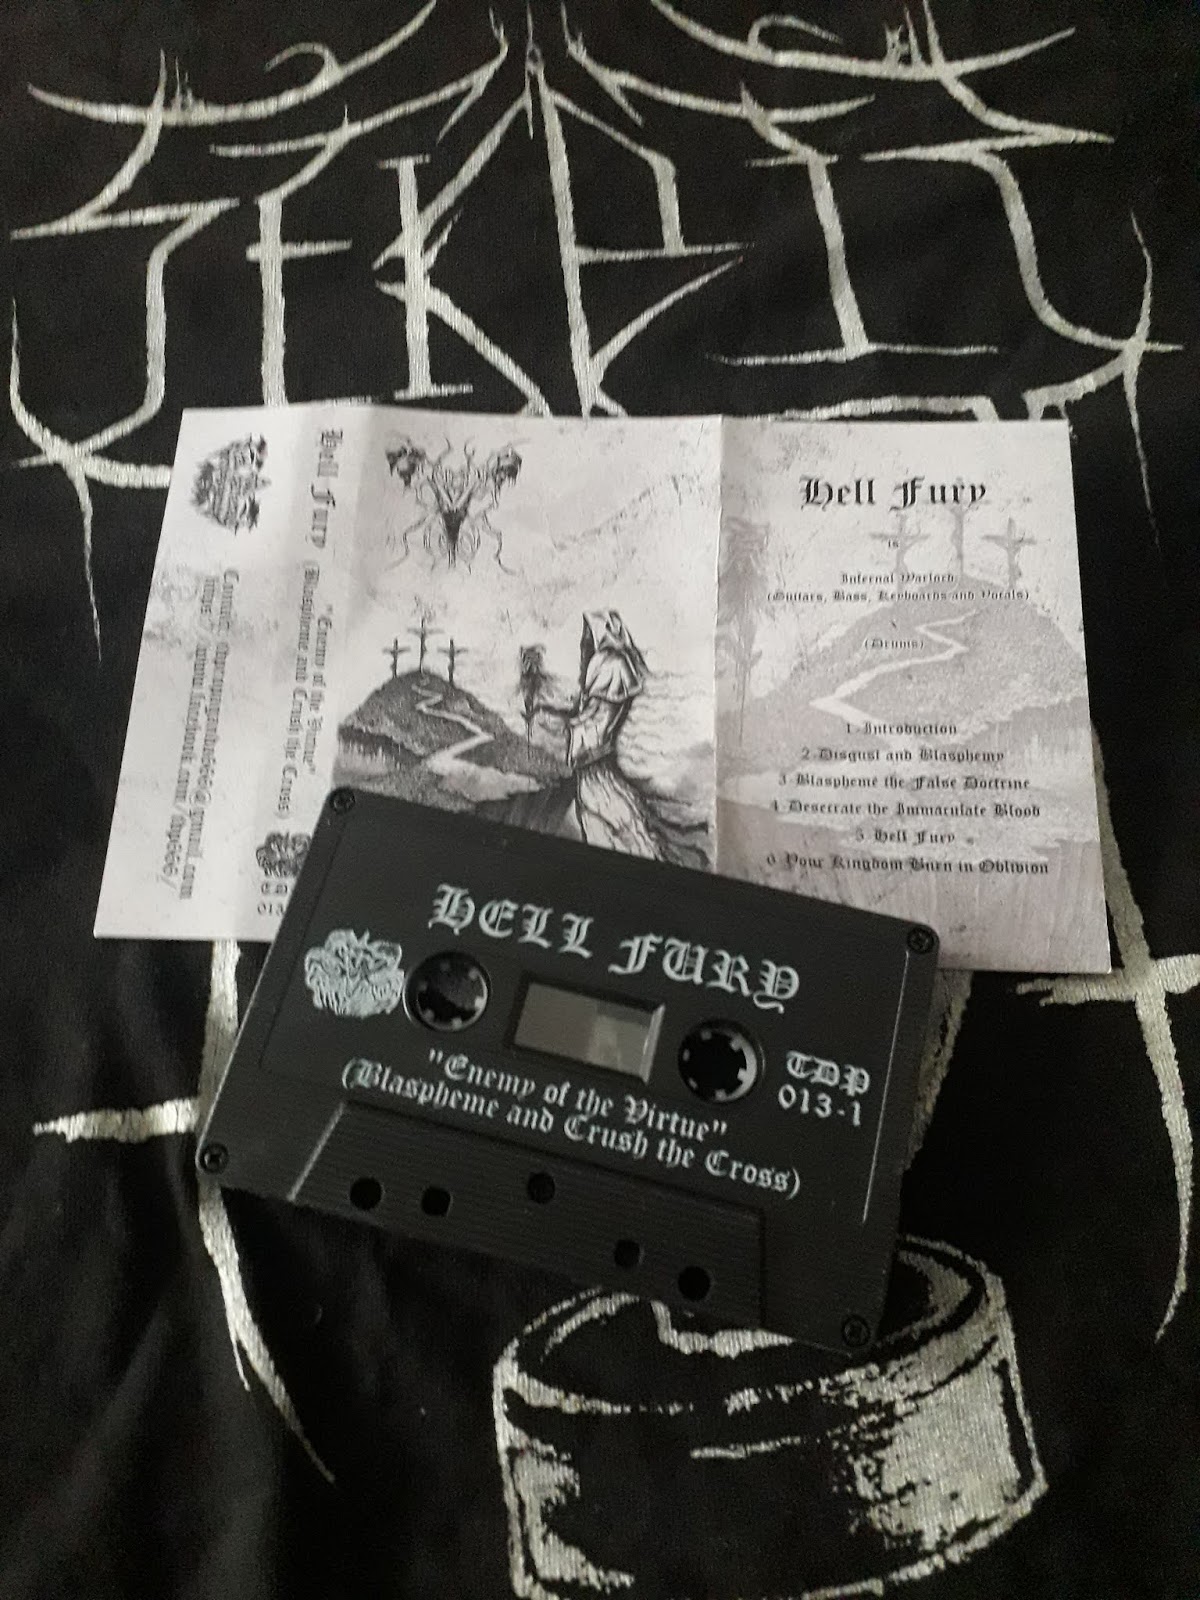 Hell Fury
"Enemy of the Virtue"
(Blaspheme and Crush the Cross)
Hell Fury
is
Infernal Warlord
(Guitars, Bass, Keyboards and Vocals)
(Drums)
1-Introduction
2-Disgust and Blasphemy
3-Blaspheme the False Doctrine
4-Desecrate the Immaculate Blood
5-Hell Fury
6-Your Kingdom Burn in Oblivion
HELL FURY
TDP
013-1
"Enemy of the Virtue"
(Blaspheme and Crush the Cross)